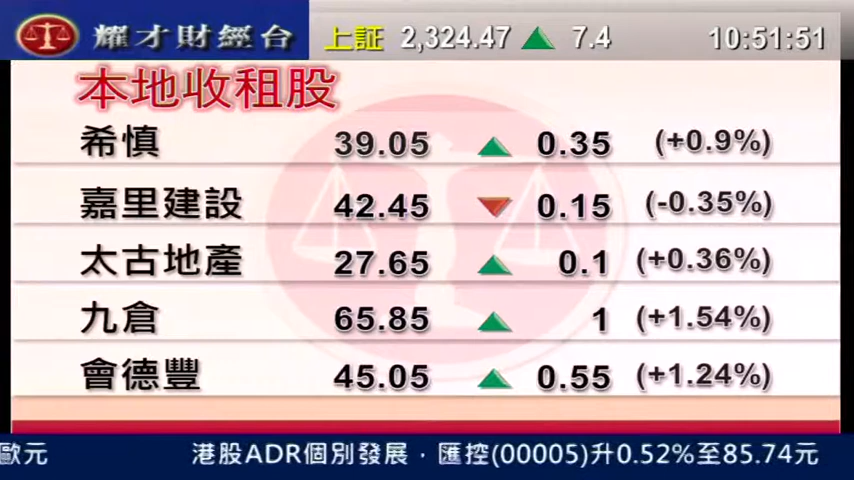 耀才財經台 上証 2,324.47 ▲ 7.4 10:51:51
本地收租股
希慎 39.05 ▲ 0.35 (+0.9%)
嘉里建設 42.45 ▼ 0.15 (-0.35%)
太古地產 27.65 ▲ 0.1 (+0.36%)
九倉 65.85 ▲ 1 (+1.54%)
會德豐 45.05 ▲ 0.55 (+1.24%)
歐元 港股ADR個別發展，匯控(00005)升0.52%至85.74元